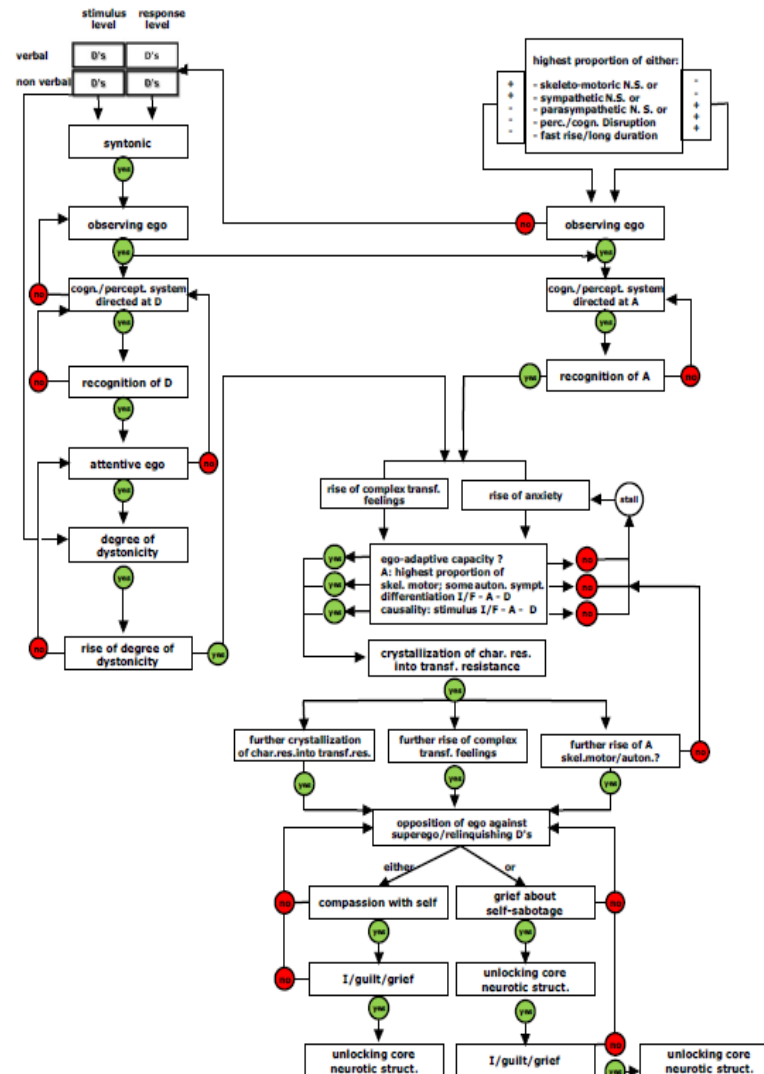 stimulus level
response level
verbal
D's
D's
non verbal
D's
D's
syntonic
yes
observing ego
yes
cogn./percept. system
directed at D
no
yes
recognition of D
no
yes
attentive ego
no
yes
degree of
dystonicity
yes
rise of degree of
dystonicity
no
yes
highest proportion of either:
- skeleto-motoric N.S. or
- sympathetic N.S. or
- parasympathetic N. S. or
- perc./cogn. Disruption
- fast rise/long duration
+
+
-
-
-
-
-
+
+
+
observing ego
no
yes
cogn./percept. system
directed at A
yes
recognition of A
yes
no
rise of complex transf.
feelings
rise of anxiety
stall
ego-adaptive capacity ?
A: highest proportion of
skel. motor; some auton. sympt.
differentiation I/F - A - D
causality: stimulus I/F - A - D
yes
yes
yes
no
no
no
crystallization of char. res.
into transf. resistance
yes
further crystallization
of char.res.into transf.res.
further rise of complex
transf. feelings
further rise of A
skel.motor/auton.?
no
yes
yes
yes
opposition of ego against
superego/relinquishing D's
either
or
compassion with self
no
grief about
self-sabotage
no
yes
yes
I/guilt/grief
no
unlocking core
neurotic struct.
yes
yes
unlocking core
neurotic struct.
I/guilt/grief
no
yes
unlocking core
neurotic struct.